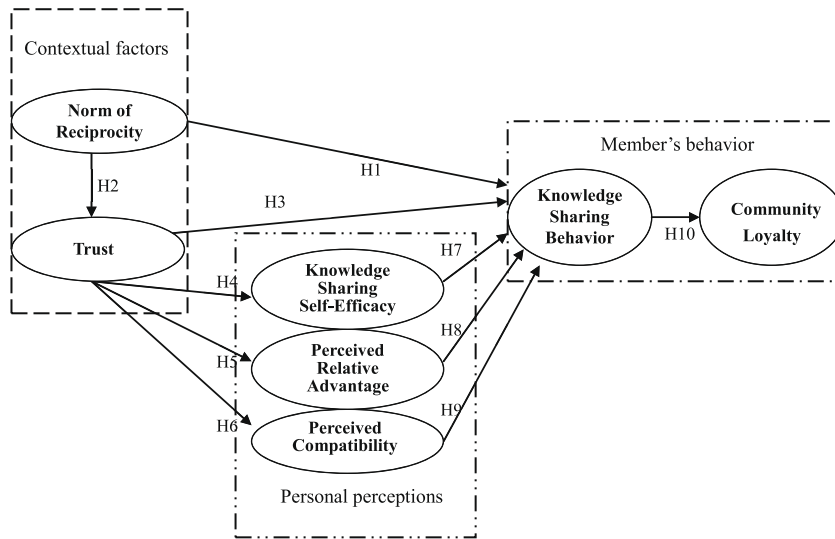 Contextual factors
Norm of
Reciprocity
H2
Trust
H1
H3
H4
H5
H6
Knowledge
Sharing
Self-Efficacy
Perceived
Relative
Advantage
Perceived
Compatibility
Personal perceptions
H7
H8
H9
Member's behavior
Knowledge
Sharing
Behavior
H10
Community
Loyalty